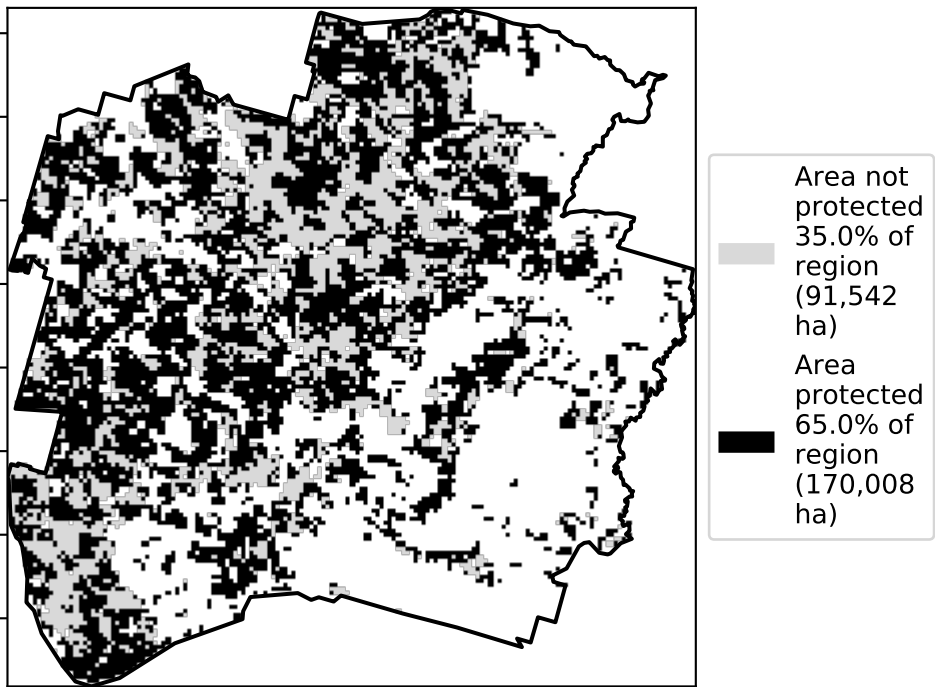 Area not
protected
35.0% of
region
(91,542
ha)
Area
protected
65.0% of
region
(170,008
ha)